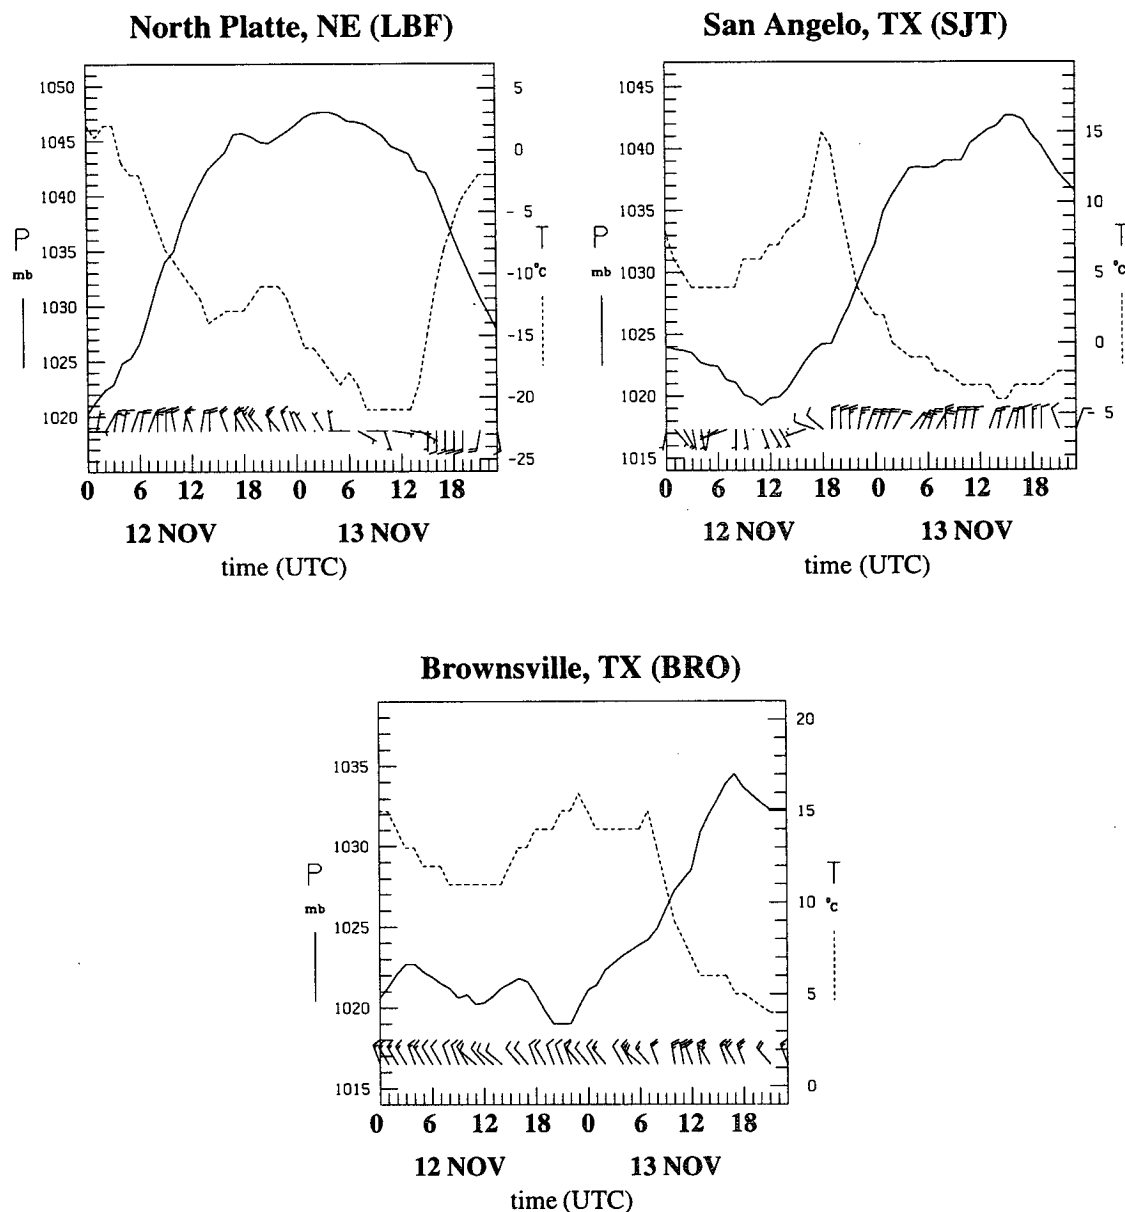 North Platte, NE (LBF)
1050
1045
1040
1035
1030
1025
1020
P
mb
5
0
- 5
-10
-15
-20
-25
T
°C
0 6 12 18 0 6 12 18
12 NOV 13 NOV
time (UTC)
San Angelo, TX (SJT)
1045
1040
1035
1030
1025
1020
1015
P
mb
15
10
5
0
5
T
°C
0 6 12 18 0 6 12 18
12 NOV 13 NOV
time (UTC)
Brownsville, TX (BRO)
1035
1030
1025
1020
1015
P
mb
20
15
10
5
0
T
°C
0 6 12 18 0 6 12 18
12 NOV 13 NOV
time (UTC)